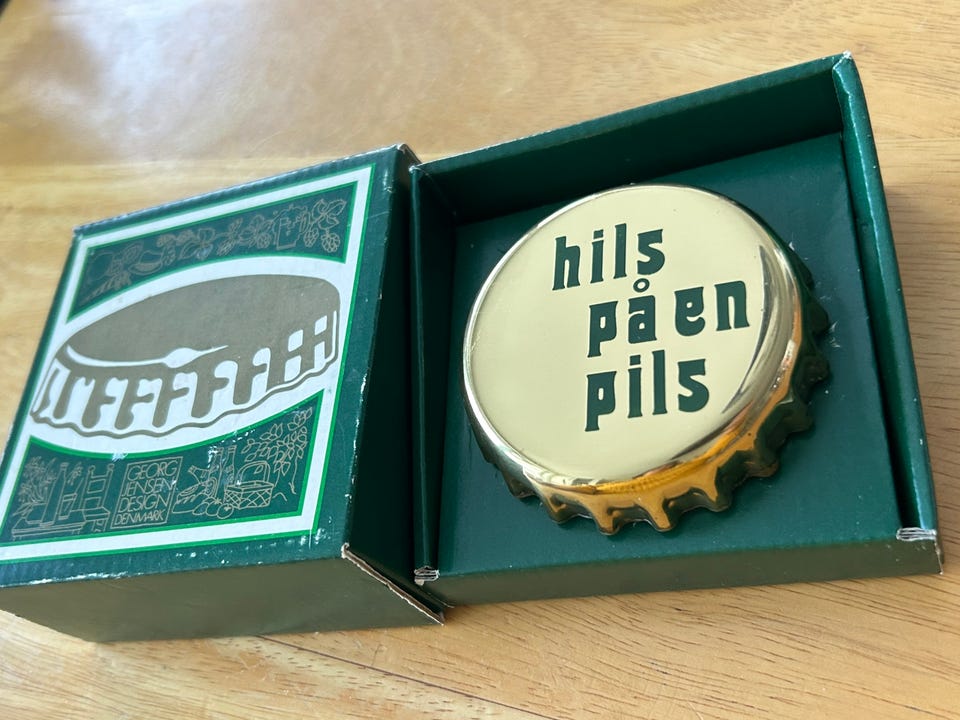 GEORG
JENSEN
DESIGN
DENMARK
hils
på en
pils